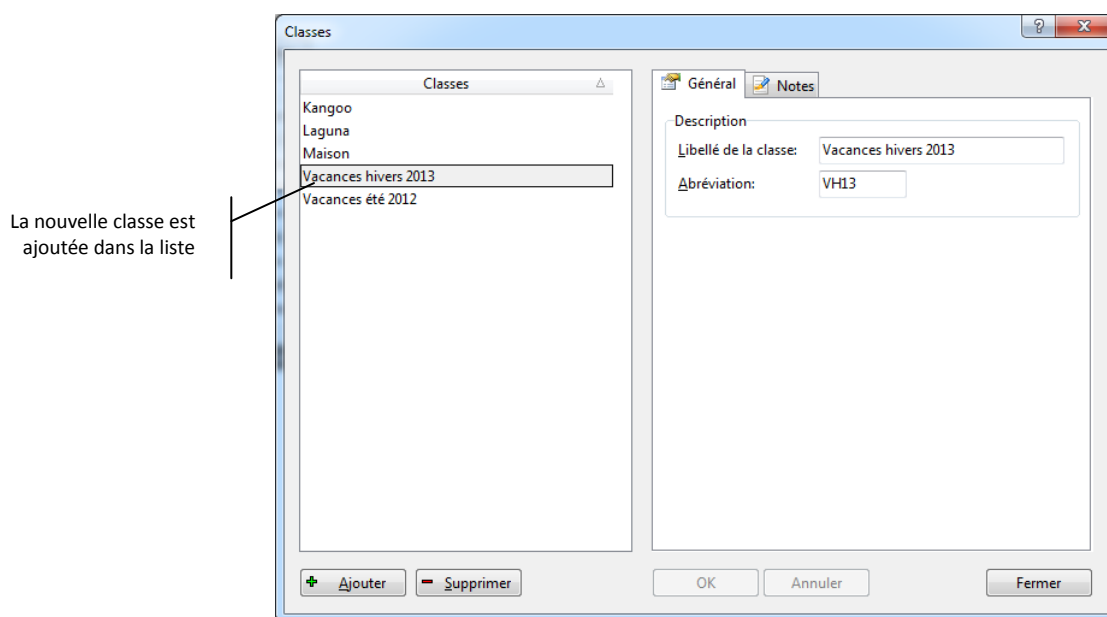 Classes
Classes
Kangoo
Laguna
Maison
Vacances hivers 2013
Vacances été 2012
La nouvelle classe est
ajoutée dans la liste
Général
Notes
Description
Libellé de la classe: Vacances hivers 2013
Abréviation: VH13
Ajouter
Supprimer
OK
Annuler
Fermer